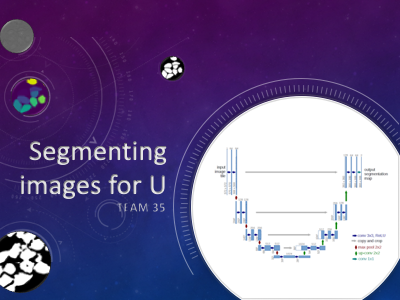 Segmenting
images for U
TEAM 35
input
image
tile
output
segmentation
map
conv 3x3, ReLU
copy and crop
max pool 2x2
up-conv 2x2
conv 1x1